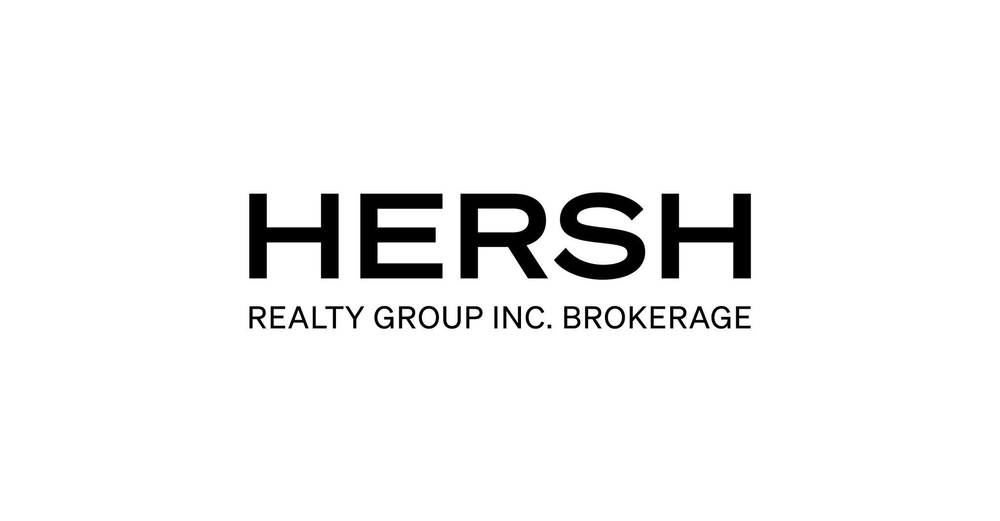 HERSH
REALTY GROUP INC. BROKERAGE